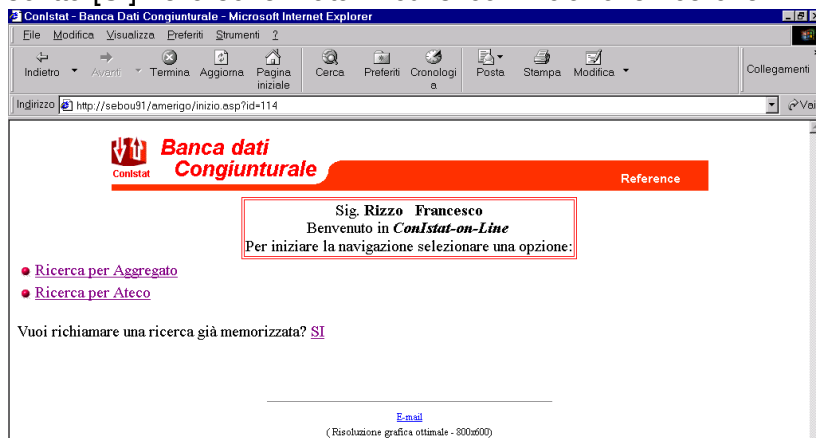 ConIstat - Banca Dati Congiunturale - Microsoft Internet Explorer
File Modifica Visualizza Preferiti Strumenti ?
Indietro Avanti Termina Aggiorna Pagina iniziale Cerca Preferiti Cronologia Posta Stampa Modifica Collegamenti
Indirizzo http://sebou91/amerigo/inizio.asp?id=114 Vai
Banca dati
Congiunturale
ConIstat
Reference
Sig. Rizzo Francesco
Benvenuto in ConIstat-on-Line
Per iniziare la navigazione selezionare una opzione:
Ricerca per Aggregato
Ricerca per Ateco
Vuoi richiamare una ricerca già memorizzata? SI
E-mail
( Risoluzione grafica ottimale - 800x600)